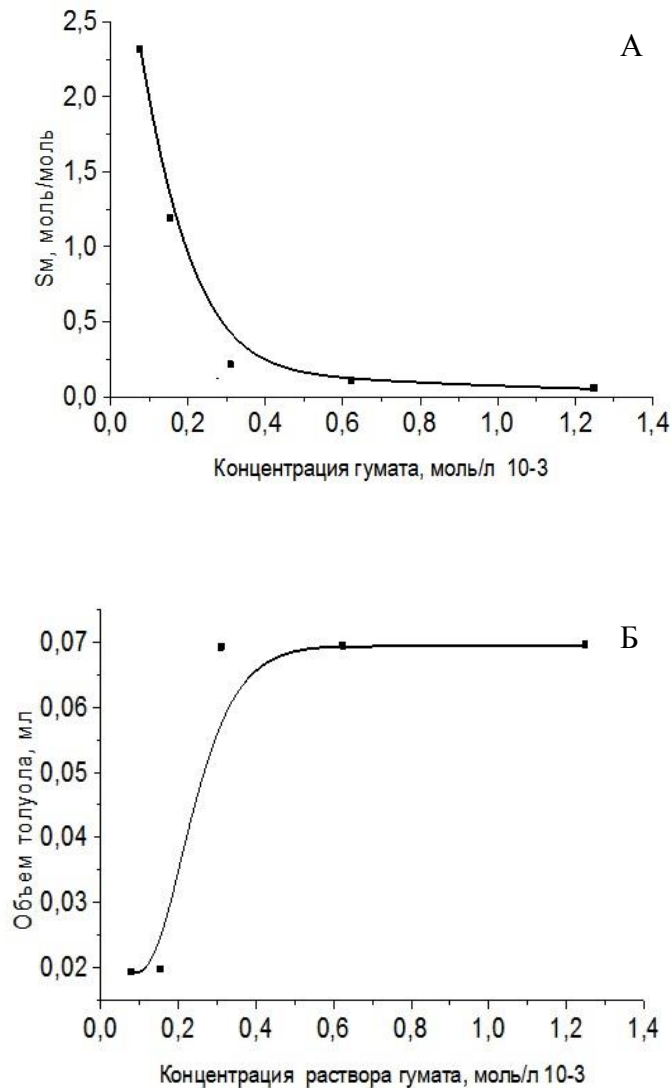 А
2,5
2,0
1,5
1,0
0,5
0,0
Sм, моль/моль
0,0 0,2 0,4 0,6 0,8 1,0 1,2 1,4
Концентрация гумата, моль/л 10-3
Б
0,07
0,06
0,05
0,04
0,03
0,02
Объем толуола, мл
0,0 0,2 0,4 0,6 0,8 1,0 1,2 1,4
Концентрация раствора гумата, моль/л 10-3